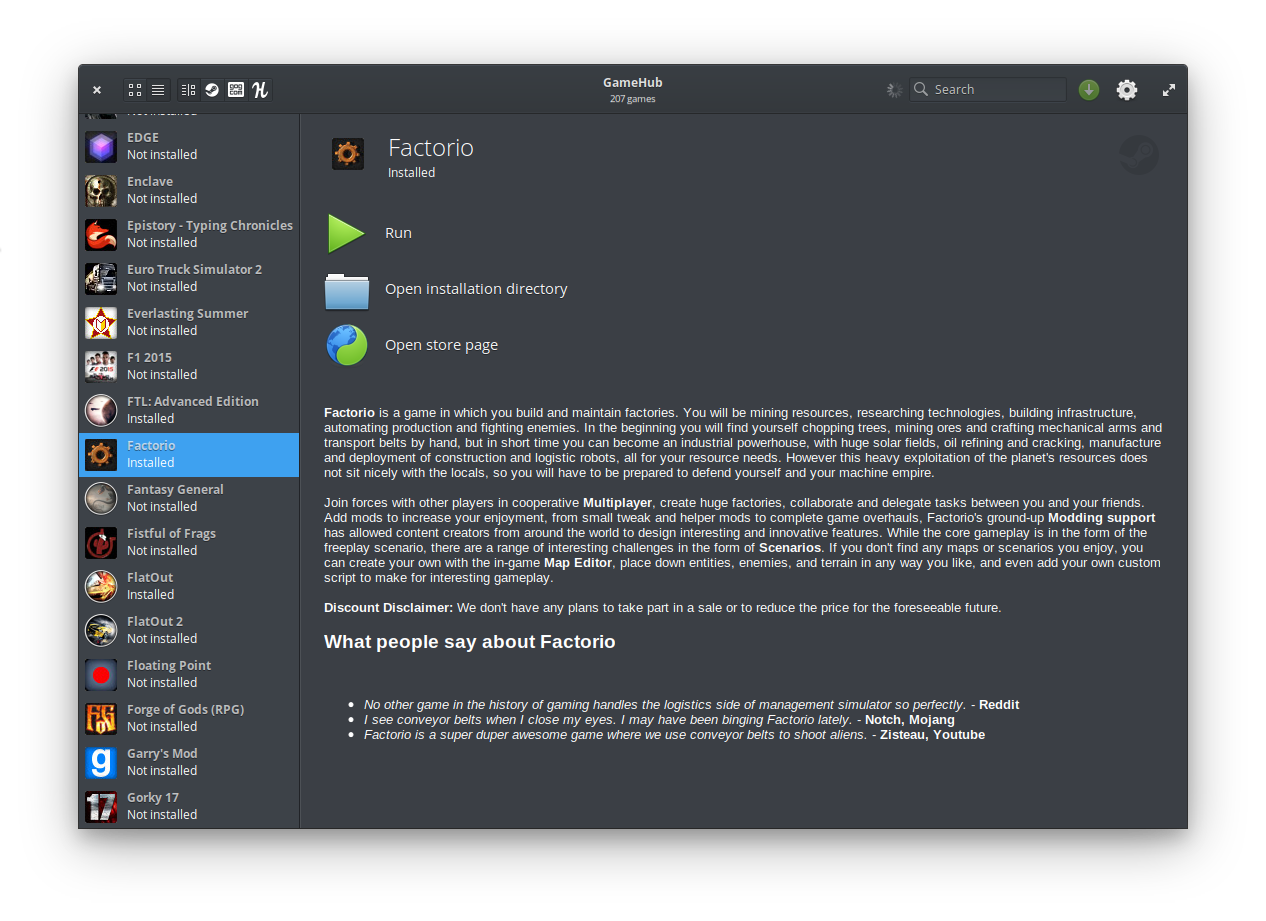 GameHub
207 games
Search
gog
com
Not installed
EDGE
Not installed
Enclave
Not installed
Epistory - Typing Chronicles
Not installed
Euro Truck Simulator 2
Not installed
Everlasting Summer
Not installed
F1 2015
Not installed
FTL: Advanced Edition
Installed
Factorio
Installed
Fantasy General
Not installed
Fistful of Frags
Not installed
FlatOut
Installed
FlatOut 2
Not installed
Floating Point
Not installed
Forge of Gods (RPG)
Not installed
g
Garry's Mod
Not installed
17
Gorky 17
Not installed
Factorio
Installed
Run
Open installation directory
Open store page
Factorio is a game in which you build and maintain factories. You will be mining resources, researching technologies, building infrastructure,
automating production and fighting enemies. In the beginning you will find yourself chopping trees, mining ores and crafting mechanical arms and
transport belts by hand, but in short time you can become an industrial powerhouse, with huge solar fields, oil refining and cracking, manufacture
and deployment of construction and logistic robots, all for your resource needs. However this heavy exploitation of the planet's resources does
not sit nicely with the locals, so you will have to be prepared to defend yourself and your machine empire.
Join forces with other players in cooperative Multiplayer, create huge factories, collaborate and delegate tasks between you and your friends.
Add mods to increase your enjoyment, from small tweak and helper mods to complete game overhauls, Factorio's ground-up Modding support
has allowed content creators from around the world to design interesting and innovative features. While the core gameplay is in the form of the
freeplay scenario, there are a range of interesting challenges in the form of Scenarios. If you don't find any maps or scenarios you enjoy, you
can create your own with the in-game Map Editor, place down entities, enemies, and terrain in any way you like, and even add your own custom
script to make for interesting gameplay.
Discount Disclaimer: We don't have any plans to take part in a sale or to reduce the price for the foreseeable future.
What people say about Factorio
No other game in the history of gaming handles the logistics side of management simulator so perfectly. - Reddit
I see conveyor belts when I close my eyes. I may have been binging Factorio lately. - Notch, Mojang
Factorio is a super duper awesome game where we use conveyor belts to shoot aliens. - Zisteau, Youtube